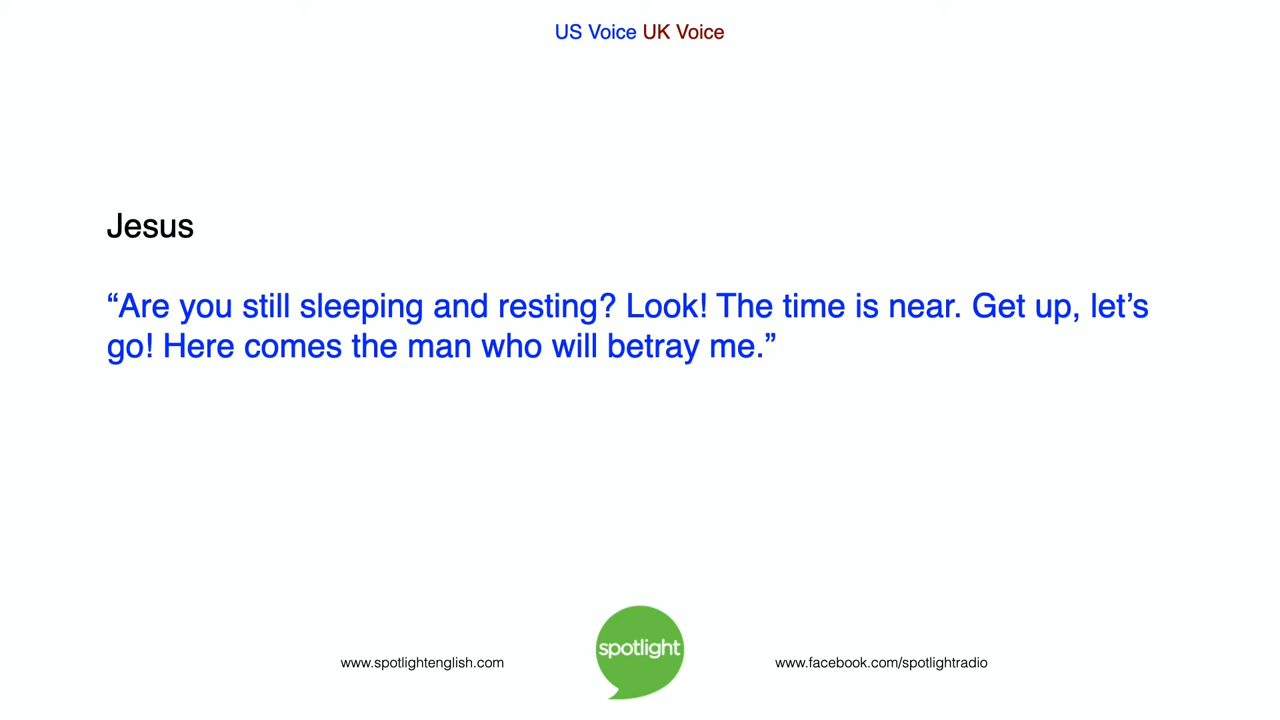 US Voice UK Voice
Jesus
“Are you still sleeping and resting? Look! The time is near. Get up, let’s
go! Here comes the man who will betray me.”
spotlight
www.spotlightenglish.com
www.facebook.com/spotlightradio